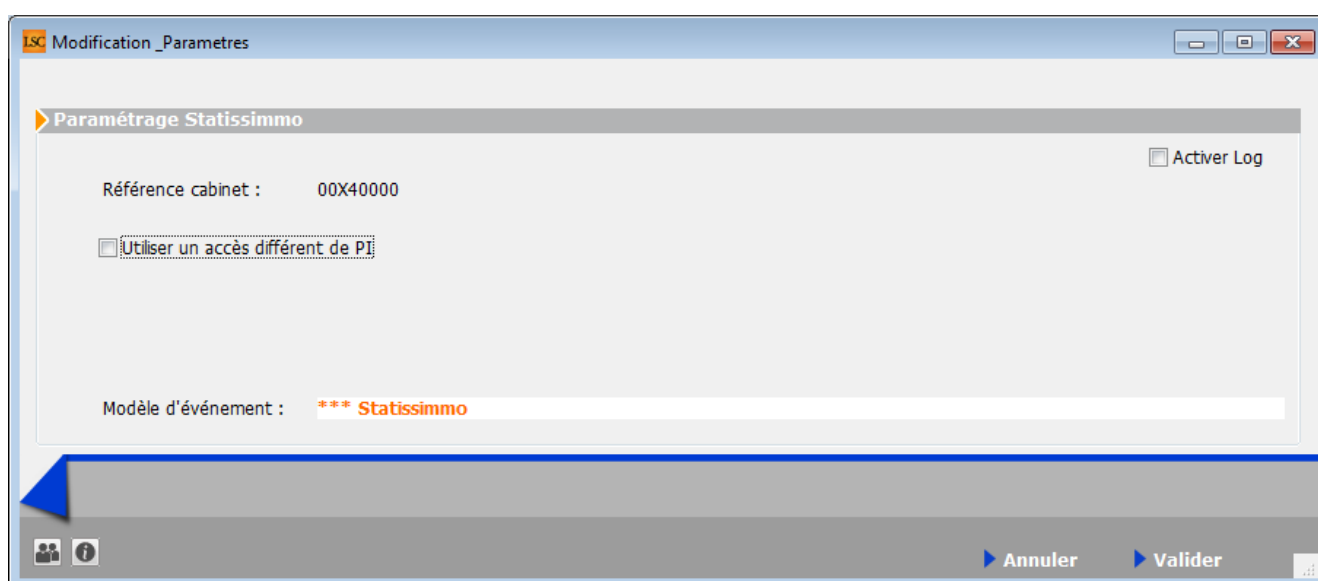 LSC Modification _Parametres
Paramétrage Statissimmo
Activer Log
Référence cabinet : 00X40000
Utiliser un accès différent de PI
Modèle d'événement : *** Statissimmo
Annuler Valider